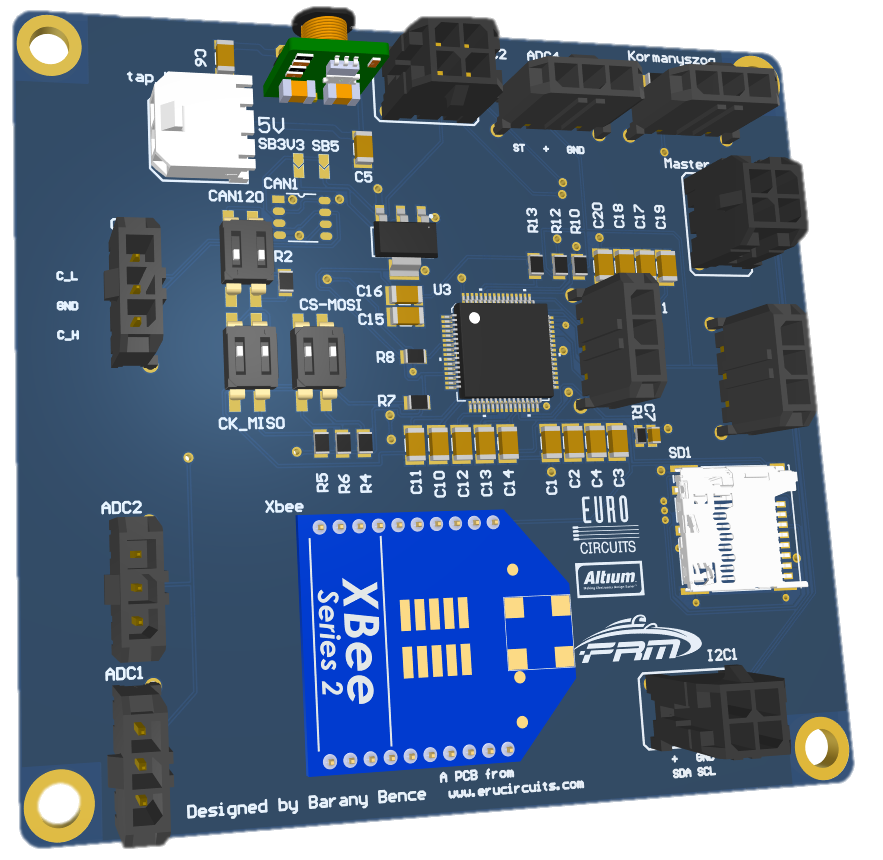 C6
ADC4
Kormanyszog
tap
5V
SB3V3 SB5
ST + GND
C5
Master
CAN1
CAN120
R13
R12
R10
C20
C18
C17
C19
R2
C_L
GND
C_H
CS-MOSI
C16
C15
U3
R8
R7
CK_MISO
R1
C7
R5
R6
R4
C11
C10
C12
C13
C14
C1
C2
C4
C3
SD1
ADC2
Xbee
EURO
CIRCUITS
Altium
XBee
Series 2
FRM
I2C1
ADC1
+ GND
SDA SCL
A PCB from
www.erucircuits.com
Designed by Barany Bence